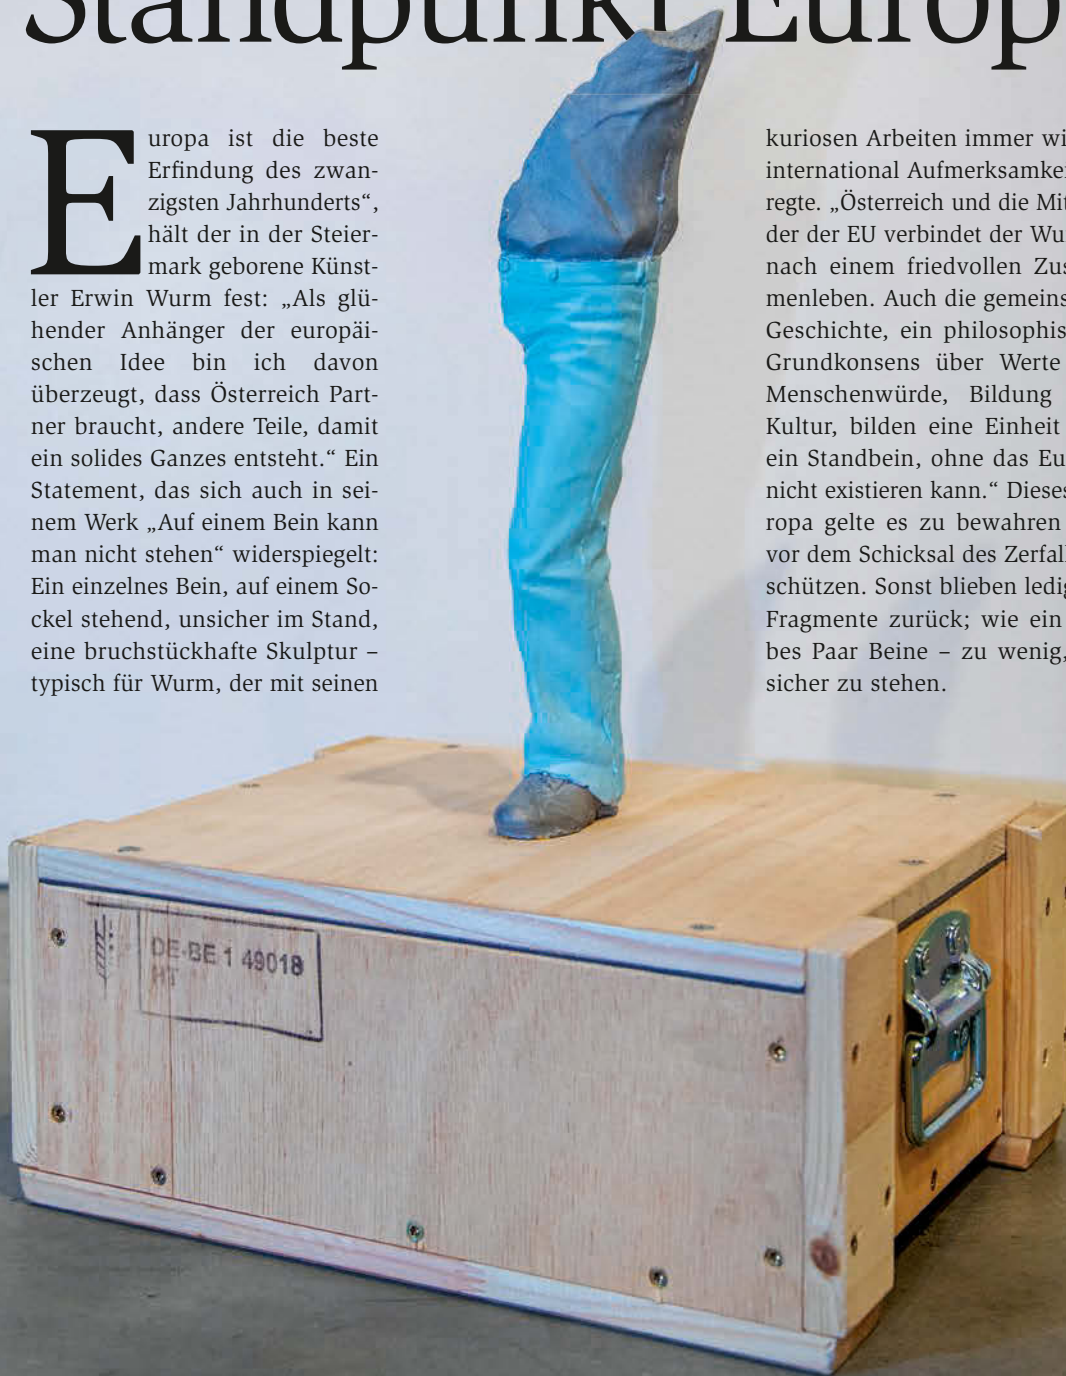 Standpunkt Europ
Europa ist die beste
Erfindung des zwan-
zigsten Jahrhunderts“,
hält der in der Steier-
mark geborene Künst-
ler Erwin Wurm fest: „Als glü-
hender Anhänger der europäi-
schen Idee bin ich davon
überzeugt, dass Österreich Part-
ner braucht, andere Teile, damit
ein solides Ganzes entsteht.“ Ein
Statement, das sich auch in sei-
nem Werk „Auf einem Bein kann
man nicht stehen“ widerspiegelt:
Ein einzelnes Bein, auf einem So-
ckel stehend, unsicher im Stand,
eine bruchstückhafte Skulptur –
typisch für Wurm, der mit seinen
kuriosen Arbeiten immer wi
international Aufmerksamke
regte. „Österreich und die Mit
der der EU verbindet der Wu
nach einem friedvollen Zus
menleben. Auch die gemeins
Geschichte, ein philosophis
Grundkonsens über Werte
Menschenwürde, Bildung
Kultur, bilden eine Einheit
ein Standbein, ohne das Eu
nicht existieren kann.“ Dieses
ropa gelte es zu bewahren
vor dem Schicksal des Zerfall
schützen. Sonst blieben ledig
Fragmente zurück; wie ein
bes Paar Beine – zu wenig,
sicher zu stehen.
DE-BE 1 49018
HT